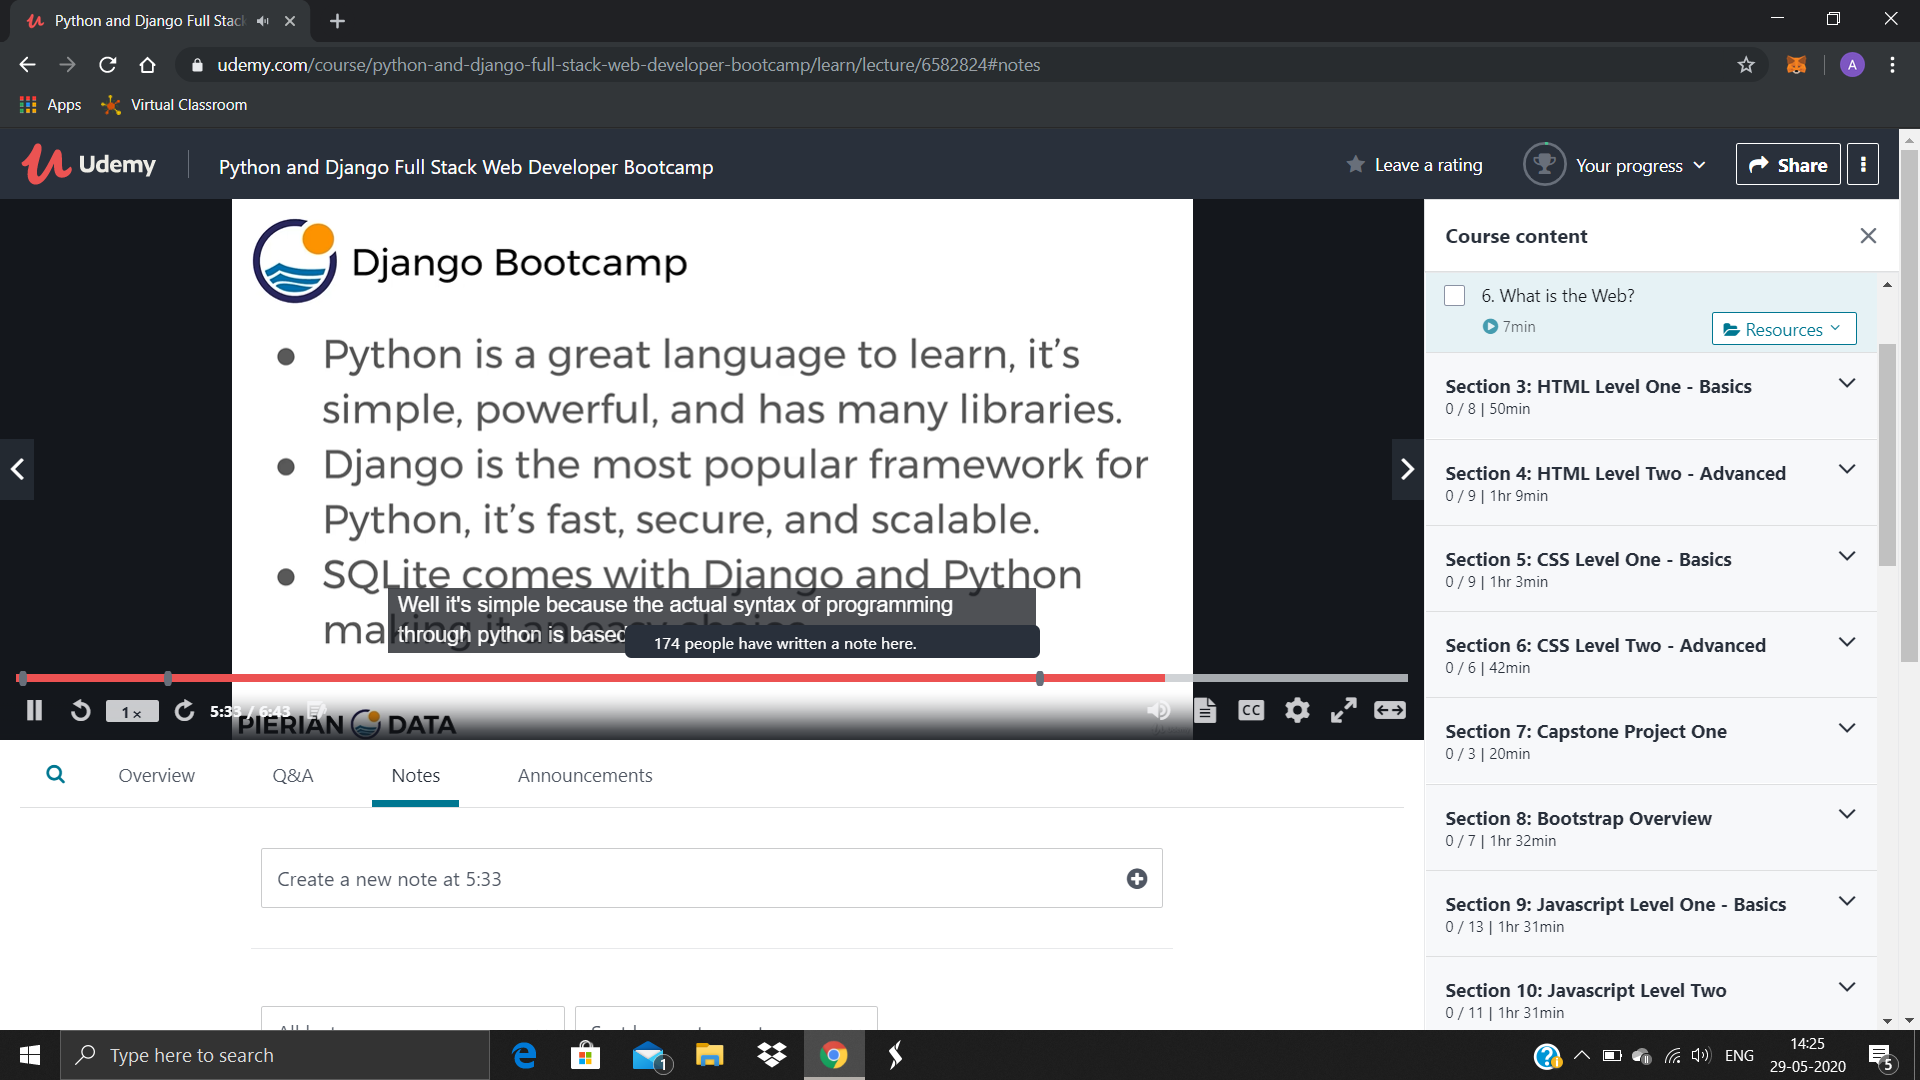 Python and Django Full Stack
udemy.com/course/python-and-django-full-stack-web-developer-bootcamp/learn/lecture/6582824#notes
A
Apps
Virtual Classroom
Udemy
Python and Django Full Stack Web Developer Bootcamp
Leave a rating
Your progress
Share
Django Bootcamp
● Python is a great language to learn, it's
simple, powerful, and has many libraries.
● Django is the most popular framework for
Python, it's fast, secure, and scalable.
● SQLite comes with Django and Python
making it an easy choice.
Well it's simple because the actual syntax of programming
through python is based
174 people have written a note here.
1x
5:33 / 6:43
CC
PIERIAN DATA
Course content
6. What is the Web?
7min
Resources
Section 3: HTML Level One - Basics
0 / 8 | 50min
Section 4: HTML Level Two - Advanced
0 / 9 | 1hr 9min
Section 5: CSS Level One - Basics
0 / 9 | 1hr 3min
Section 6: CSS Level Two - Advanced
0 / 6 | 42min
Section 7: Capstone Project One
0 / 3 | 20min
Section 8: Bootstrap Overview
0 / 7 | 1hr 32min
Section 9: Javascript Level One - Basics
0 / 13 | 1hr 31min
Section 10: Javascript Level Two
0 / 11 | 1hr 31min
Overview
Q&A
Notes
Announcements
Create a new note at 5:33
Type here to search
1
ENG
14:25
29-05-2020
5